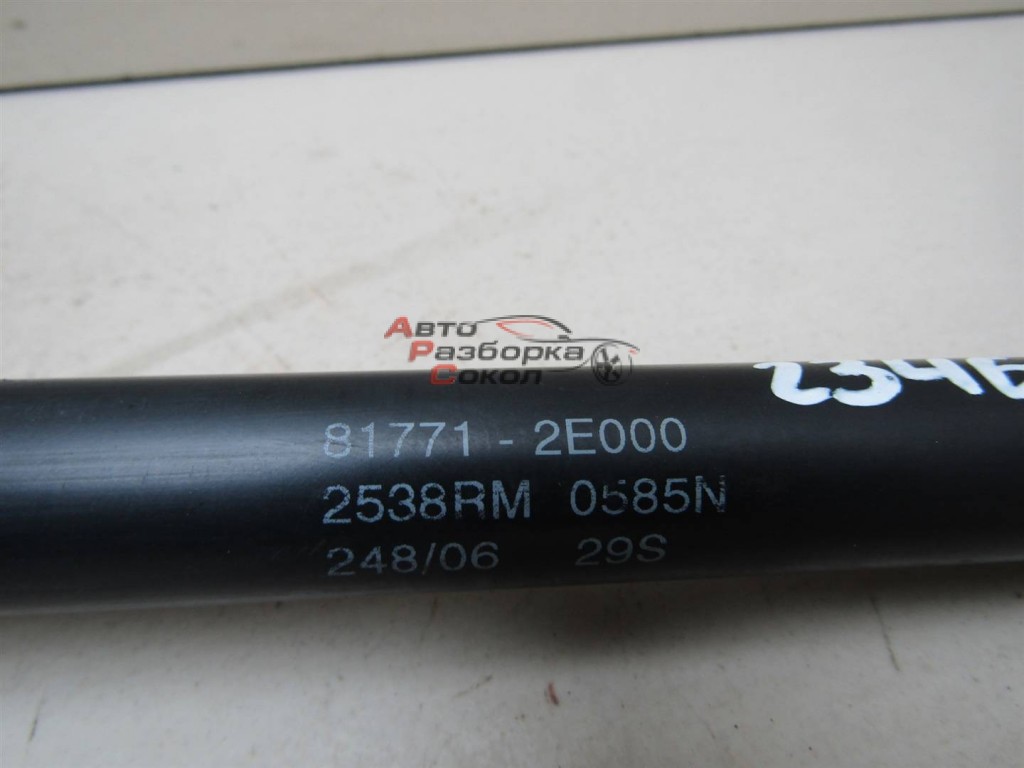 Авто
Разборка
Сокол
81771 - 2E000
2538RM 0585N
248/06 29S